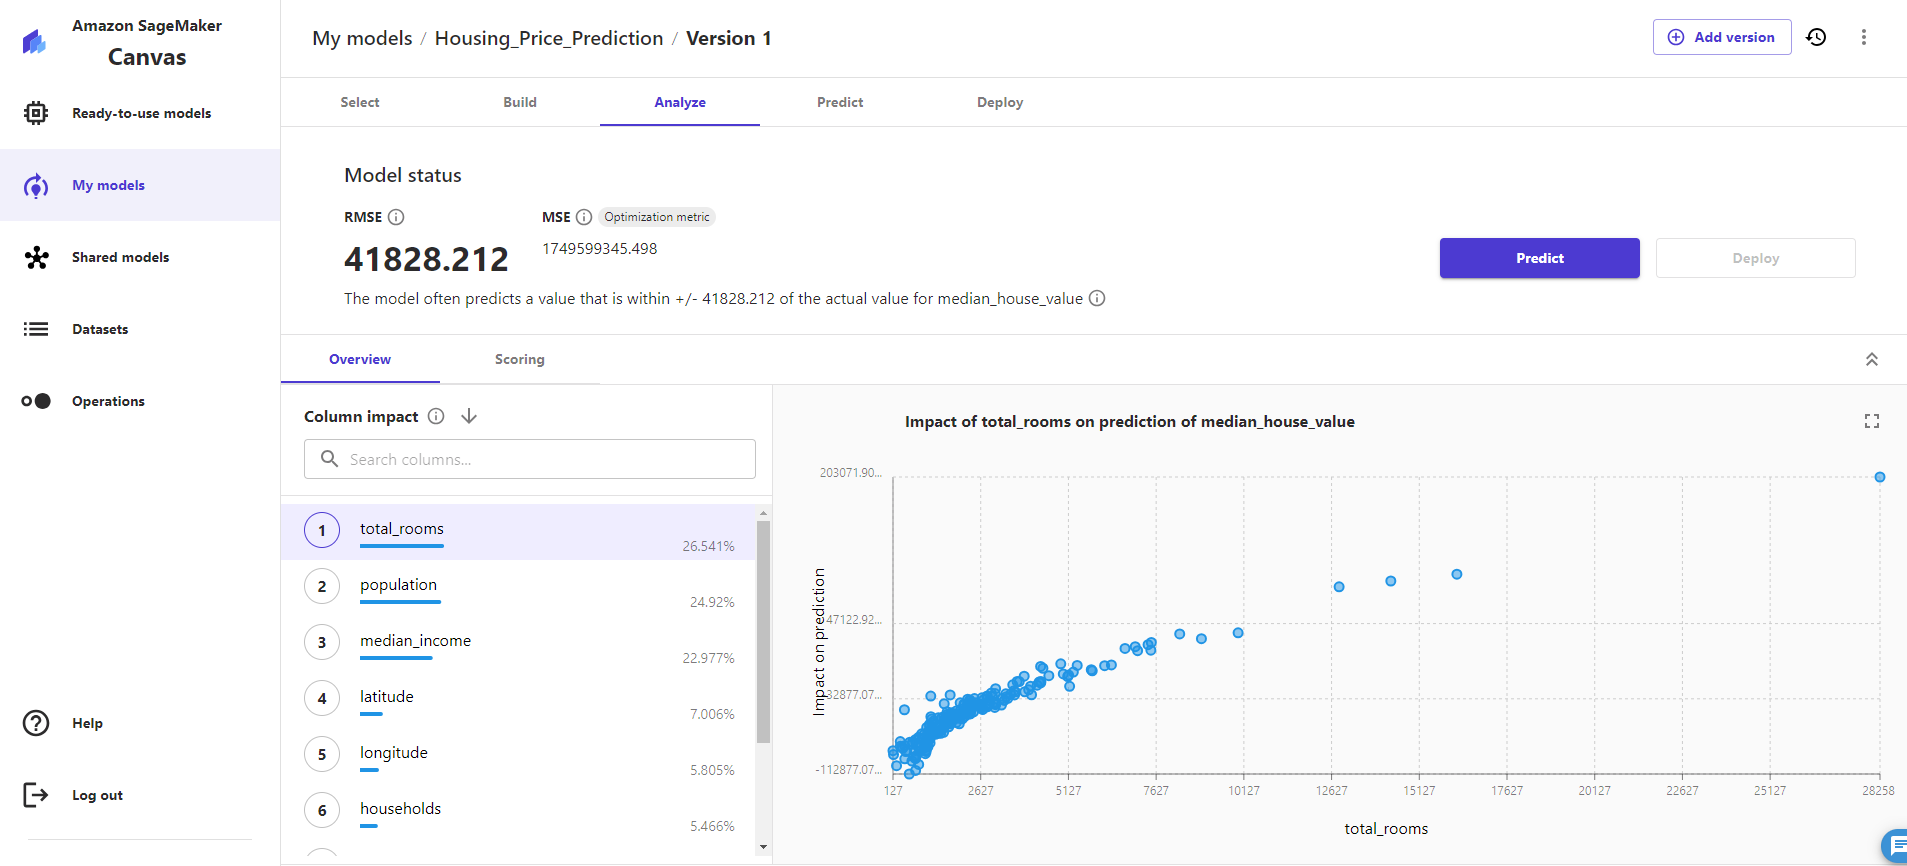 Amazon SageMaker
Canvas
Ready-to-use models
My models
Shared models
Datasets
Operations
Help
Log out
My models / Housing_Price_Prediction / Version 1
Add version
Select
Build
Analyze
Predict
Deploy
Model status
RMSE
41828.212
MSE Optimization metric
1749599345.498
The model often predicts a value that is within +/- 41828.212 of the actual value for median_house_value
Predict
Deploy
Overview
Scoring
Column impact
Search columns...
1 total_rooms
26.541%
2 population
24.92%
3 median_income
22.977%
4 latitude
7.006%
5 longitude
5.805%
6 households
5.466%
Impact of total_rooms on prediction of median_house_value
Impact on prediction
203071.90...
47122.92...
32877.07...
-112877.07...
127 2627 5127 7627 10127 12627 15127 17627 20127 22627 25127 28258
total_rooms